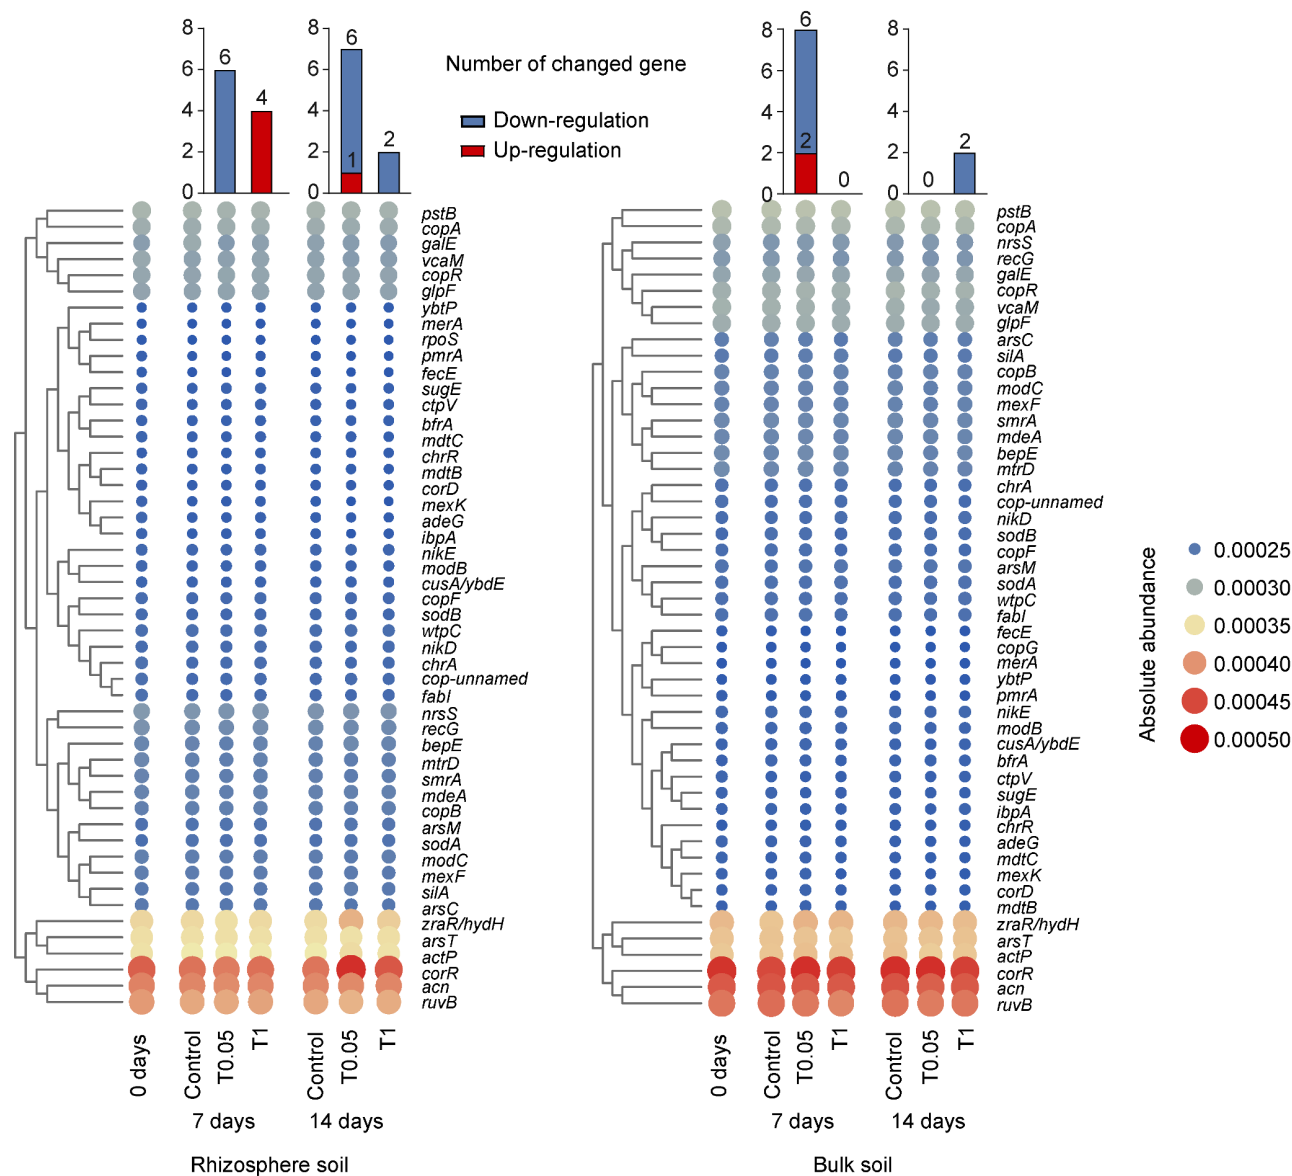 8
6
4
2
0
6
4
8
6
4
2
0
6
1
2
Number of changed gene
Down-regulation
Up-regulation
8
6
4
2
0
6
2
0
8
6
4
2
0
0
2
pstB
copA
galE
vcaM
copR
glpF
ybtP
merA
rpoS
pmrA
fecE
sugE
ctpV
bfrA
mdtC
chrR
mdtB
corD
mexK
adeG
ibpA
nikE
modB
cusA/ybdE
copF
sodB
wtpC
nikD
chrA
cop-unnamed
fabI
nrsS
recG
bepE
mtrD
smrA
mdeA
copB
arsM
sodA
modC
mexF
silA
arsC
zraR/hydH
arsT
actP
corR
acn
ruvB
0 days
Control
T0.05
T1
Control
T0.05
T1
7 days
14 days
Rhizosphere soil
pstB
copA
nrsS
recG
galE
copR
vcaM
glpF
arsC
silA
copB
modC
mexF
smrA
mdeA
bepE
mtrD
chrA
cop-unnamed
nikD
sodB
copF
arsM
sodA
wtpC
fabI
fecE
copG
merA
ybtP
pmrA
nikE
modB
cusA/ybdE
bfrA
ctpV
sugE
ibpA
chrR
adeG
mdtC
mexK
corD
mdtB
zraR/hydH
arsT
actP
corR
acn
ruvB
0 days
Control
T0.05
T1
Control
T0.05
T1
7 days
14 days
Bulk soil
Absolute abundance
0.00025
0.00030
0.00035
0.00040
0.00045
0.00050